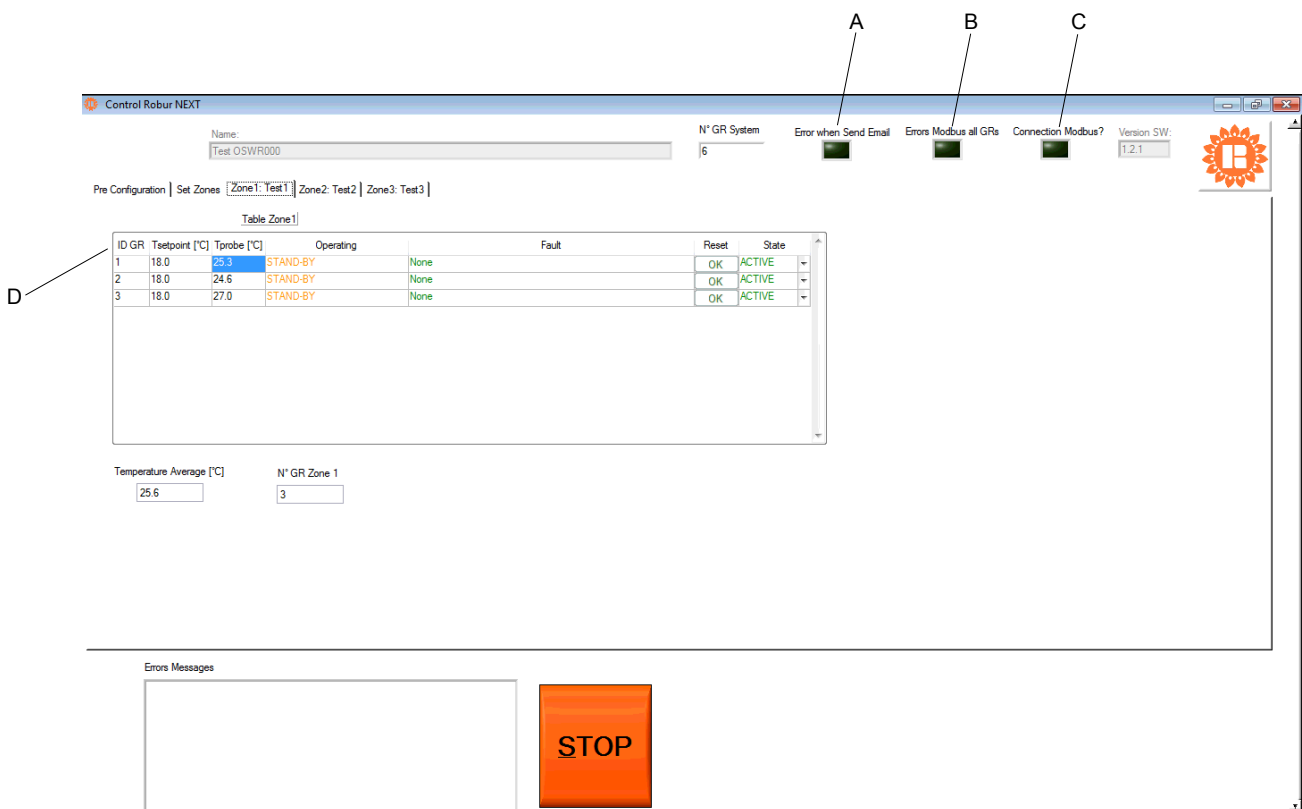 A B C
Control Robur NEXT
Name: N° GR System Error when Send Email Errors Modbus all GRs Connection Modbus? Version SW:
Test OSWR000 6 1.2.1
Pre Configuration Set Zones Zone1: Test1 Zone2: Test2 Zone3: Test3
Table Zone1
ID GR Tsetpoint [°C] Tprobe [°C] Operating Fault Reset State
1 18.0 25.3 STAND-BY None OK ACTIVE
2 18.0 24.6 STAND-BY None OK ACTIVE
D
3 18.0 27.0 STAND-BY None OK ACTIVE
Temperature Average [°C] N° GR Zone 1
25.6 3
Errors Messages
STOP